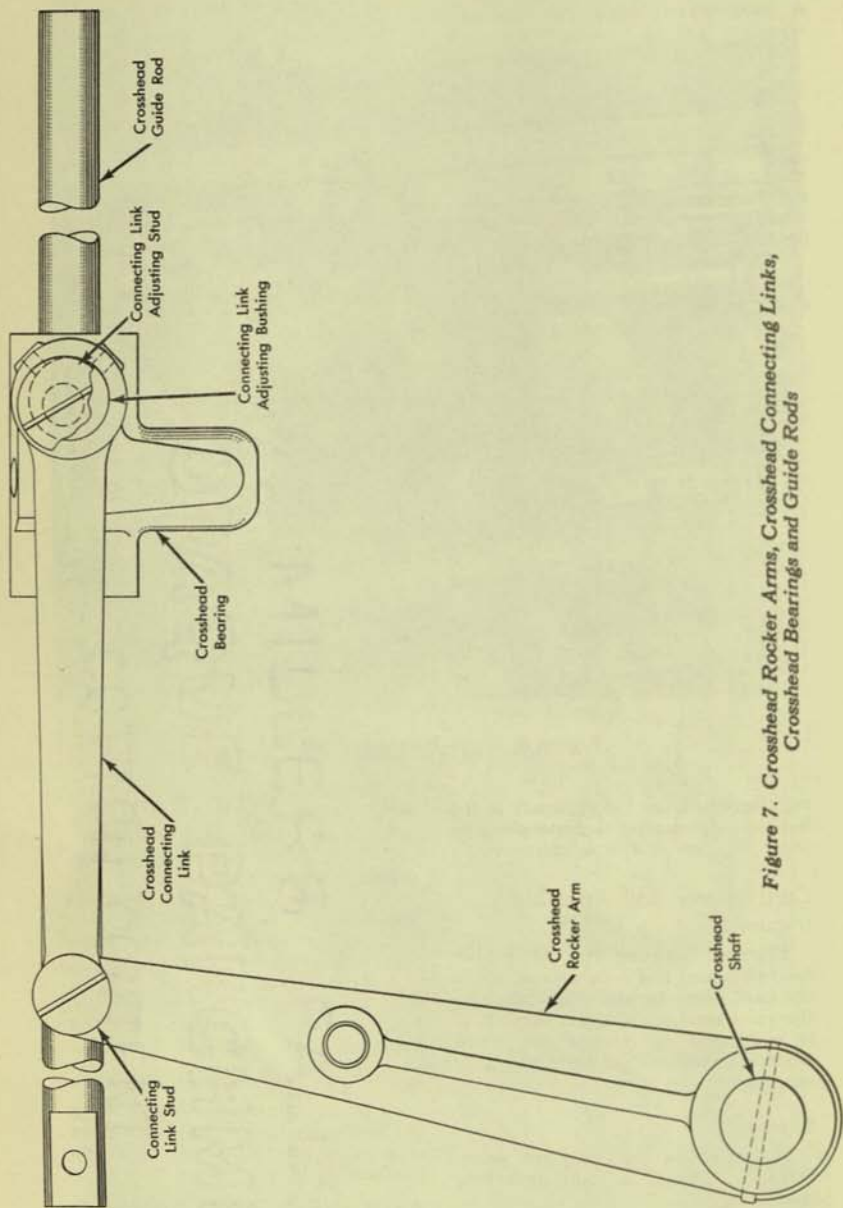 Crosshead
Guide Rod
Connecting Link
Adjusting Stud
Connecting Link
Adjusting Bushing
Crosshead
Bearing
Crosshead
Connecting
Link
Connecting
Link Stud
Crosshead
Rocker Arm
Crosshead
Shaft
Figure 7. Crosshead Rocker Arms, Crosshead Connecting Links,
Crosshead Bearings and Guide Rods